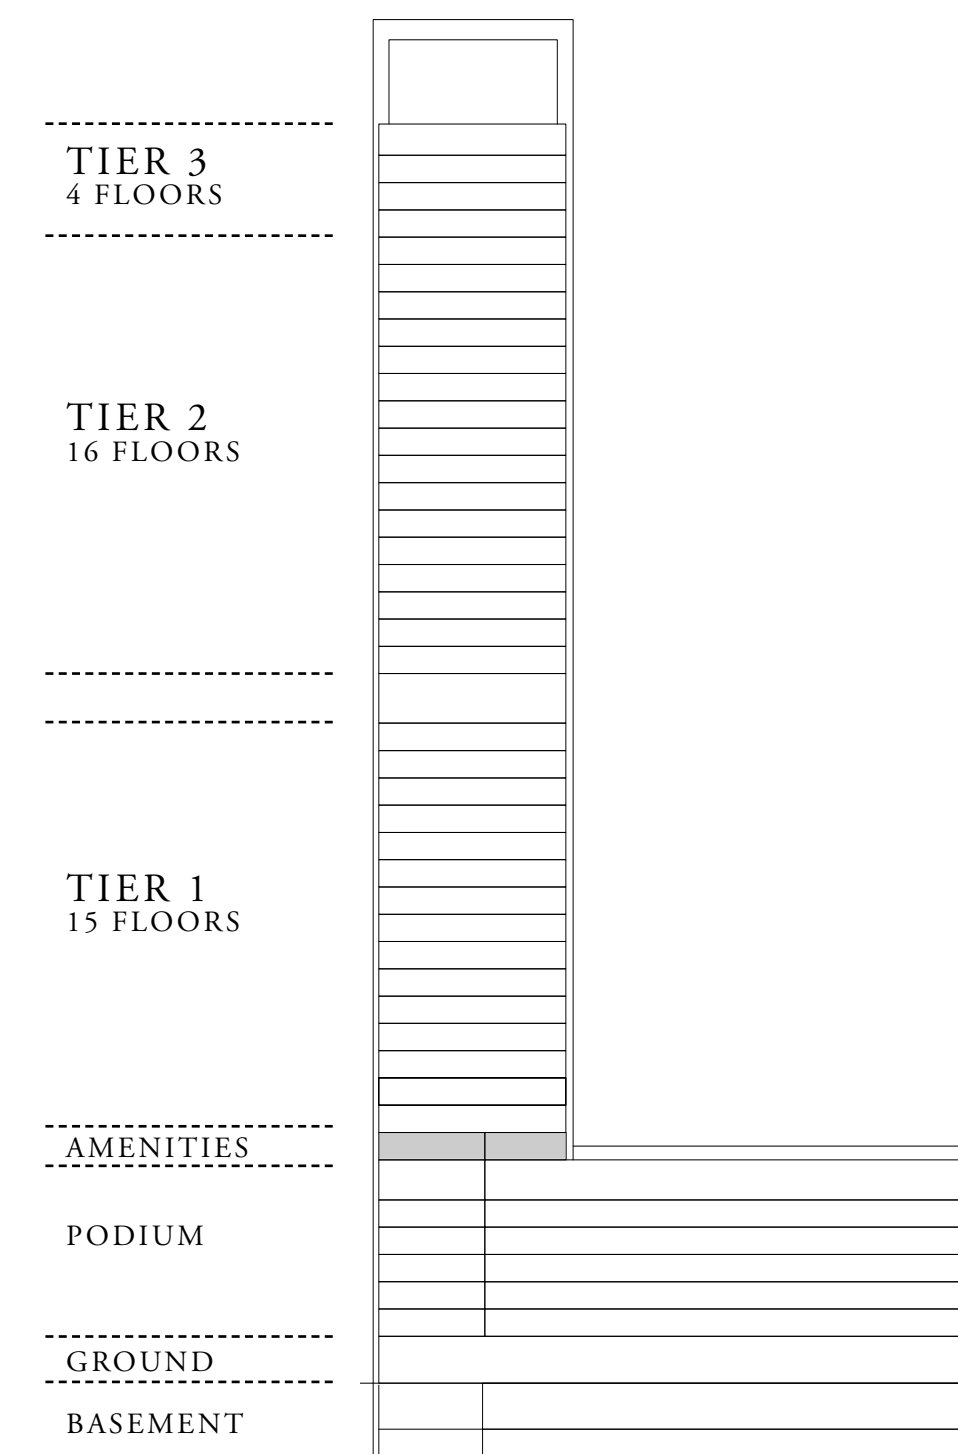 TIER 3
4 FLOORS
TIER 2
16 FLOORS
TIER 1
15 FLOORS
AMENITIES
PODIUM
GROUND
BASEMENT